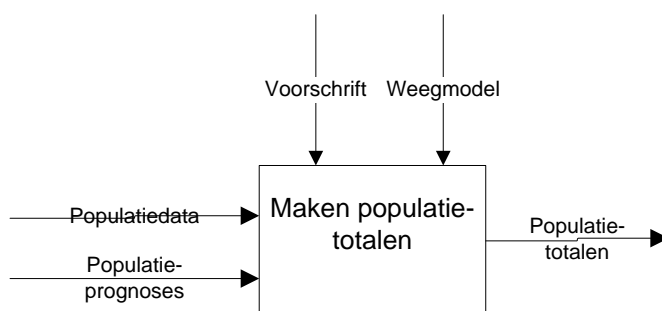 Voorschrift
Weegmodel
Populatiedata
Populatie-
prognoses
Maken populatie-
totalen
Populatie-
totalen